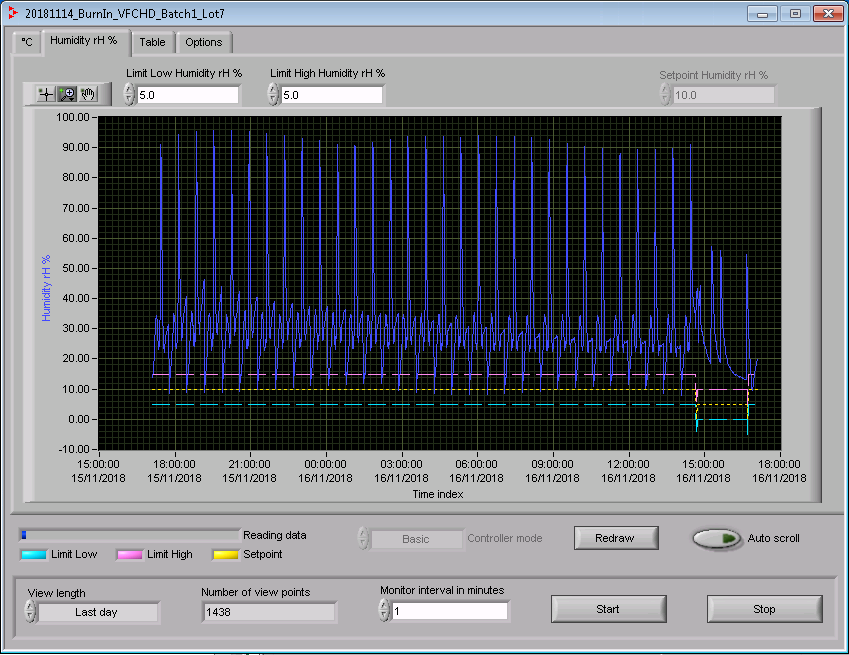 20181114_BurnIn_VFCHD_Batch1_Lot7
°C Humidity rH % Table Options
Limit Low Humidity rH % Limit High Humidity rH % Setpoint Humidity rH %
5.0 5.0 10.0
100.00
90.00
80.00
70.00
60.00
50.00
40.00
30.00
20.00
10.00
0.00
-10.00
Humidity rH %
15:00:00 18:00:00 21:00:00 00:00:00 03:00:00 06:00:00 09:00:00 12:00:00 15:00:00 18:00:00
15/11/2018 15/11/2018 15/11/2018 16/11/2018 16/11/2018 16/11/2018 16/11/2018 16/11/2018 16/11/2018 16/11/2018
Time index
Reading data Basic Controller mode Redraw Auto scroll
Limit Low Limit High Setpoint
View length Number of view points Monitor interval in minutes
Last day 1438 1 Start Stop